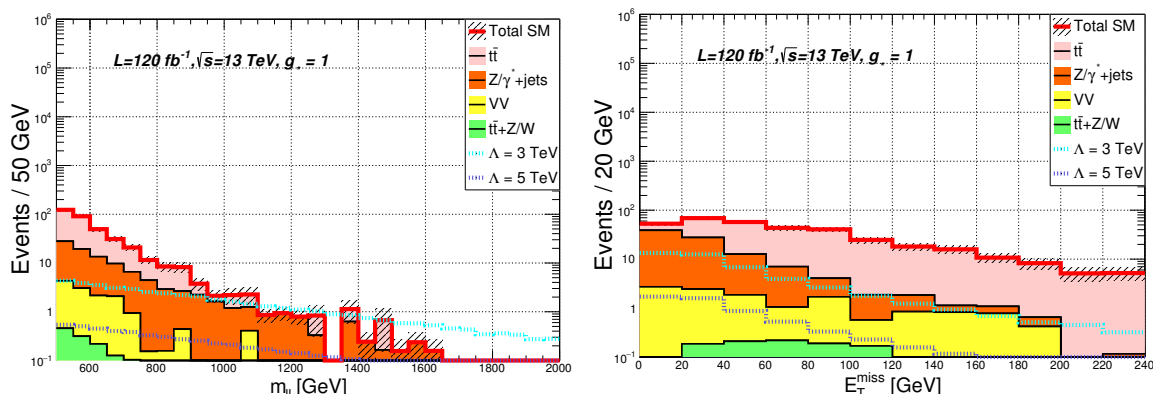 Events / 50 GeV
10^6
10^5
10^4
10^3
10^2
10
1
10^-1
L=120 fb^-1,√s=13 TeV, g_* = 1
Total SM
tt̄
Z/γ*+jets
VV
tt̄+Z/W
Λ = 3 TeV
Λ = 5 TeV
600 800 1000 1200 1400 1600 1800 2000
m_ll [GeV]
Events / 20 GeV
10^6
10^5
10^4
10^3
10^2
10
1
10^-1
L=120 fb^-1,√s=13 TeV, g_* = 1
Total SM
tt̄
Z/γ*+jets
VV
tt̄+Z/W
Λ = 3 TeV
Λ = 5 TeV
0 20 40 60 80 100 120 140 160 180 200 220 240
E_T^miss [GeV]